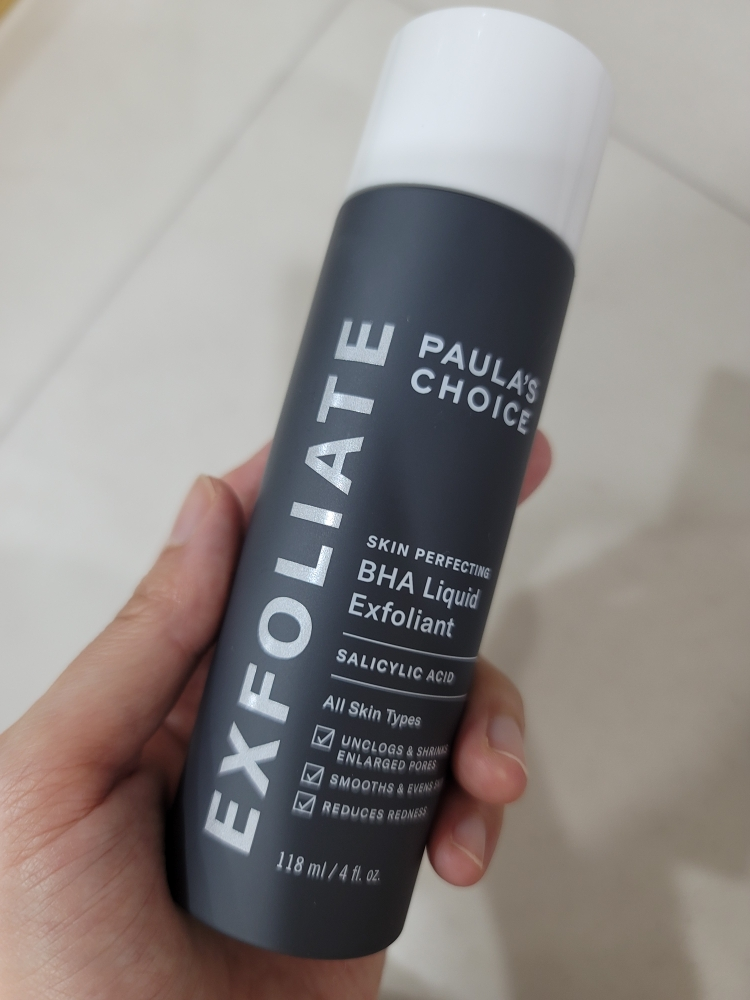 EXFOLIATE
PAULA'S
CHOICE
SKIN PERFECTING
BHA Liquid
Exfoliant
SALICYLIC ACID
All Skin Types
UNCLOGS & SHRINKS
ENLARGED PORES
SMOOTHS & EVENS
REDUCES REDNESS
118 ml / 4 fl. oz.